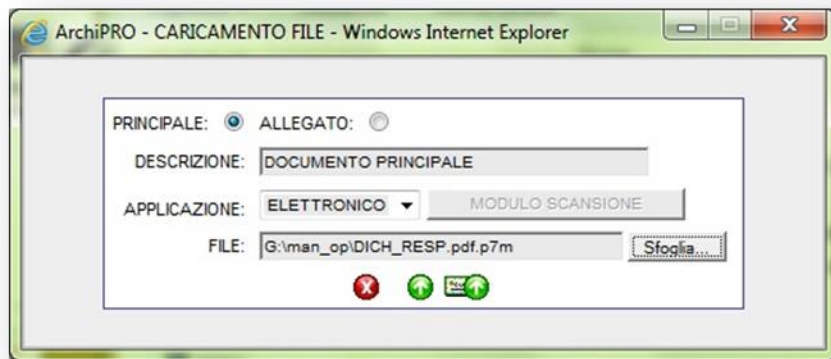 ArchiPRO - CARICAMENTO FILE - Windows Internet Explorer
PRINCIPALE: ALLEGATO:
DESCRIZIONE: DOCUMENTO PRINCIPALE
APPLICAZIONE: ELETTRONICO MODULO SCANSIONE
FILE: G:\man_op\DICH_RESP.pdf.p7m Sfoglia...